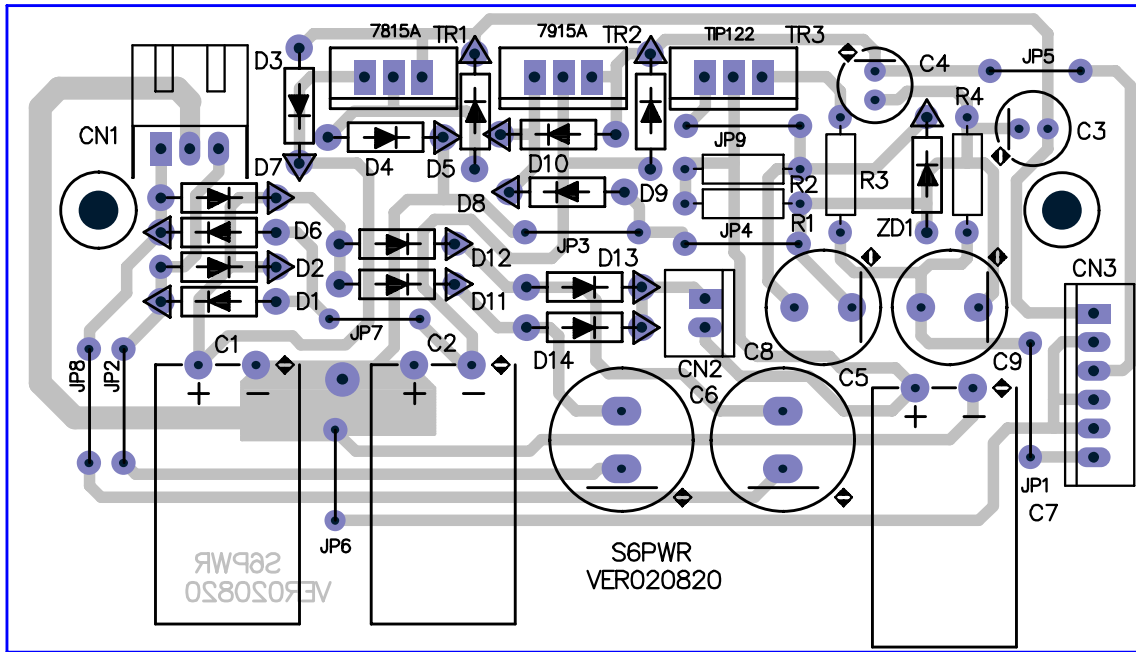 7815A
TR1
7915A
TR2
TIP122
TR3
D3
C4
JP5
R4
CN1
D4
D5
D10
JP9
C3
D7
D8
D9
R2
R3
R1
ZD1
D6
JP3
JP4
D12
D13
D2
CN3
D11
D1
JP7
C1
C2
D14
CN2
C8
C9
JP8
JP2
C6
C5
+
−
+
−
+
−
JP1
C7
JP6
S6PWR
VER020820
S6PWR
VER020820